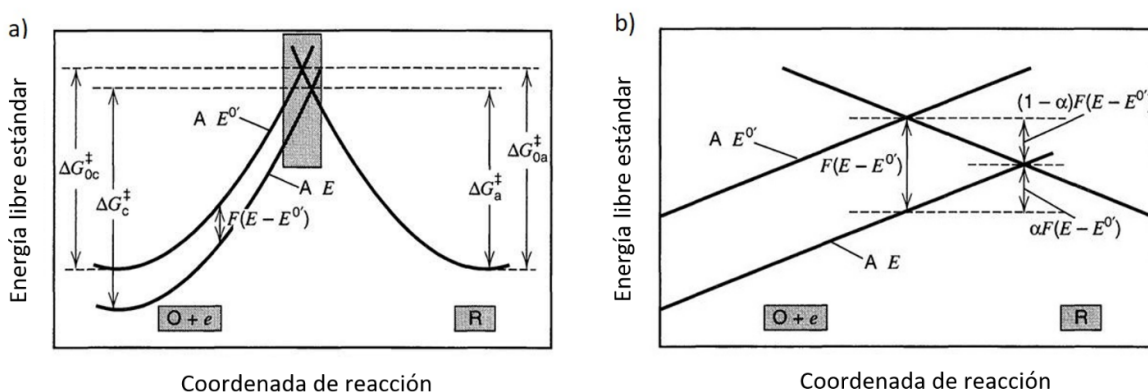 a)
Energía libre estándar
ΔG‡0c
ΔG‡c
A E0′
A E
F(E − E0′)
ΔG‡a
ΔG‡0a
O + e
R
Coordenada de reacción
b)
Energía libre estándar
A E0′
F(E − E0′)
(1 − α)F(E − E0′)
αF(E − E0′)
A E
O + e
R
Coordenada de reacción